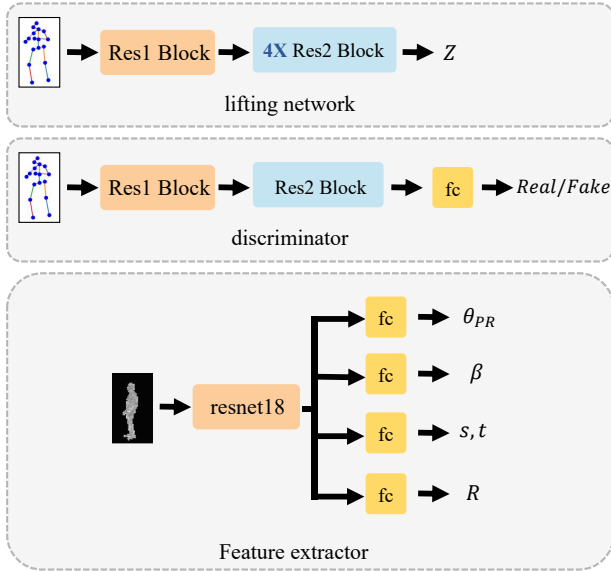 Res1 Block
4X Res2 Block
Z
lifting network
Res1 Block
Res2 Block
fc
Real/Fake
discriminator
resnet18
fc
θ_PR
fc
β
fc
s,t
fc
R
Feature extractor